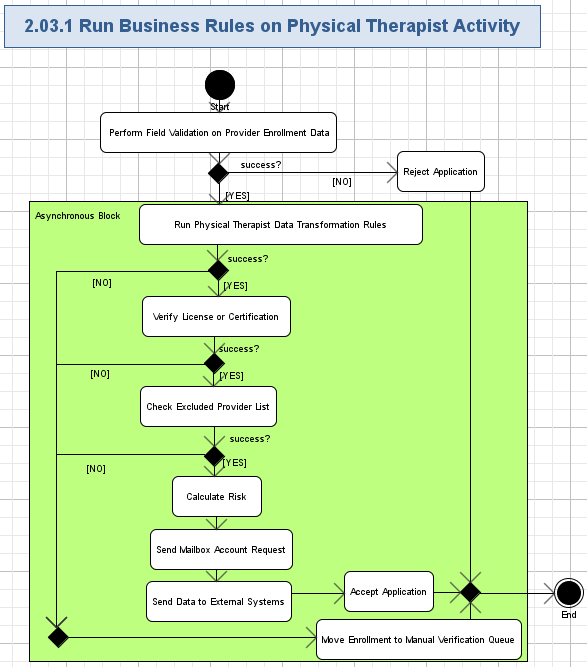 2.03.1 Run Business Rules on Physical Therapist Activity
Start
Perform Field Validation on Provider Enrollment Data
success?
[NO]
Reject Application
[YES]
Asynchronous Block
Run Physical Therapist Data Transformation Rules
success?
[NO]
[YES]
Verify License or Certification
success?
[NO]
[YES]
Check Excluded Provider List
success?
[NO]
[YES]
Calculate Risk
Send Mailbox Account Request
Send Data to External Systems
Accept Application
End
Move Enrollment to Manual Verification Queue